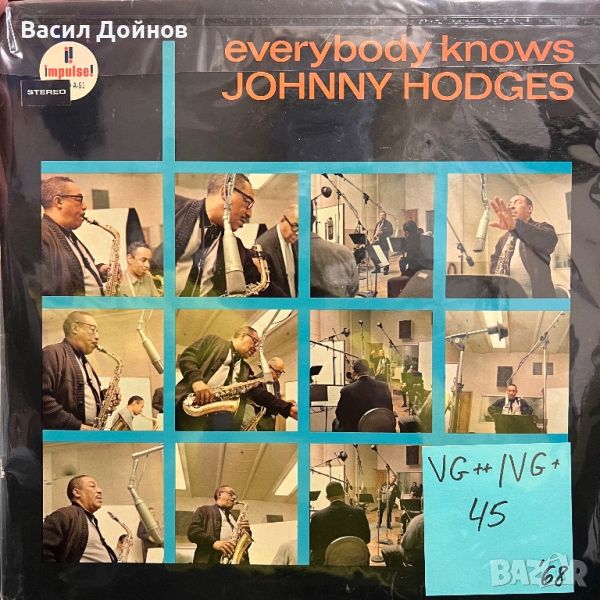 Васил Дойнов
impulse!
A-61
STEREO
everybody knows
JOHNNY HODGES
VG++/VG+
45
'68
BAZAR